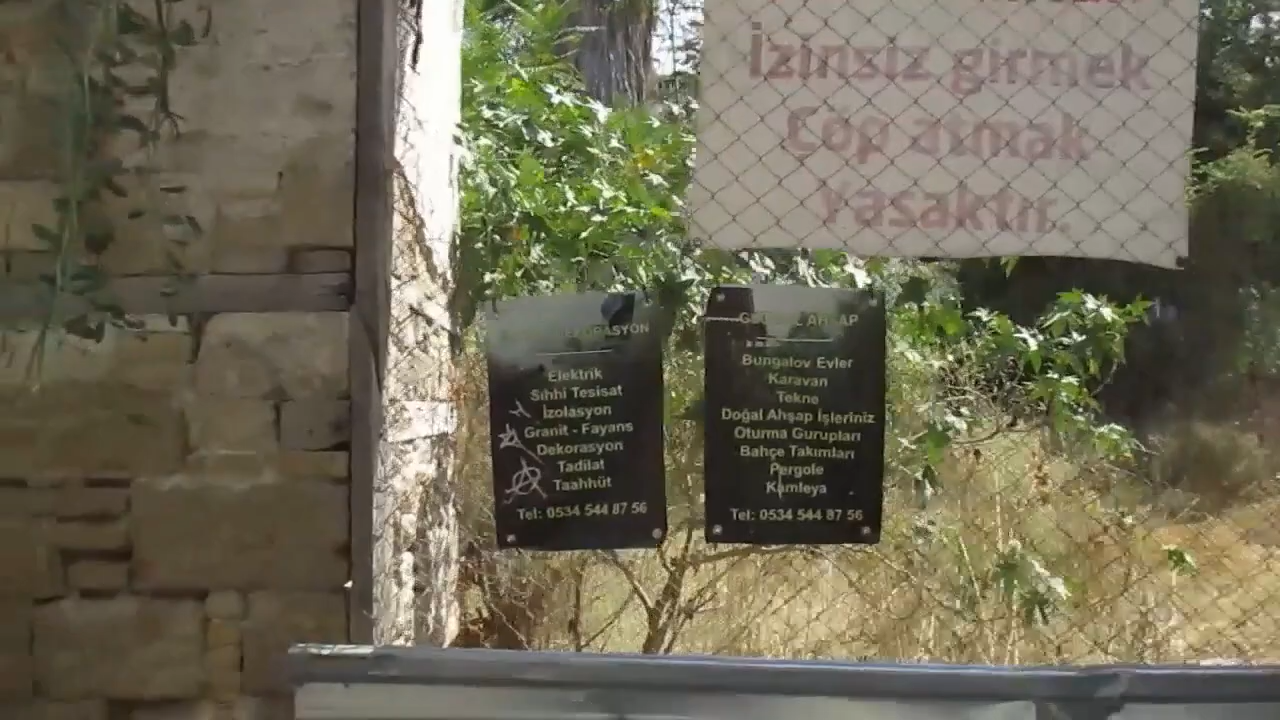 İzinsiz girmek
Çöp atmak
Yasaktır.
Elektrik
Sıhhi Tesisat
İzolasyon
Granit - Fayans
Dekorasyon
Tadilat
Taahhüt
Tel: 0534 544 87 56
AHŞAP
Bungalov Evler
Karavan
Tekne
Doğal Ahşap İşleriniz
Oturma Gurupları
Bahçe Takımları
Pergole
Kamleya
Tel: 0534 544 87 56